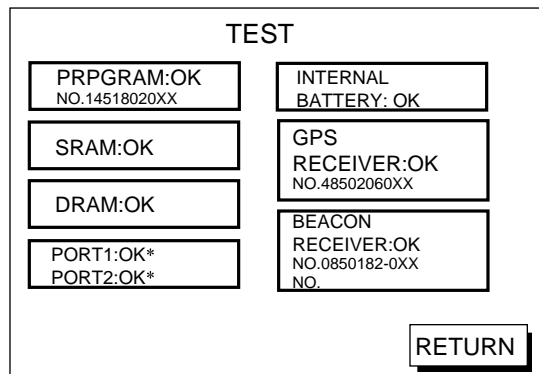 TEST
PRPGRAM:OK
NO.14518020XX
SRAM:OK
DRAM:OK
PORT1:OK*
PORT2:OK*
INTERNAL
BATTERY: OK
GPS
RECEIVER:OK
NO.48502060XX
BEACON
RECEIVER:OK
NO.0850182-0XX
NO.
RETURN